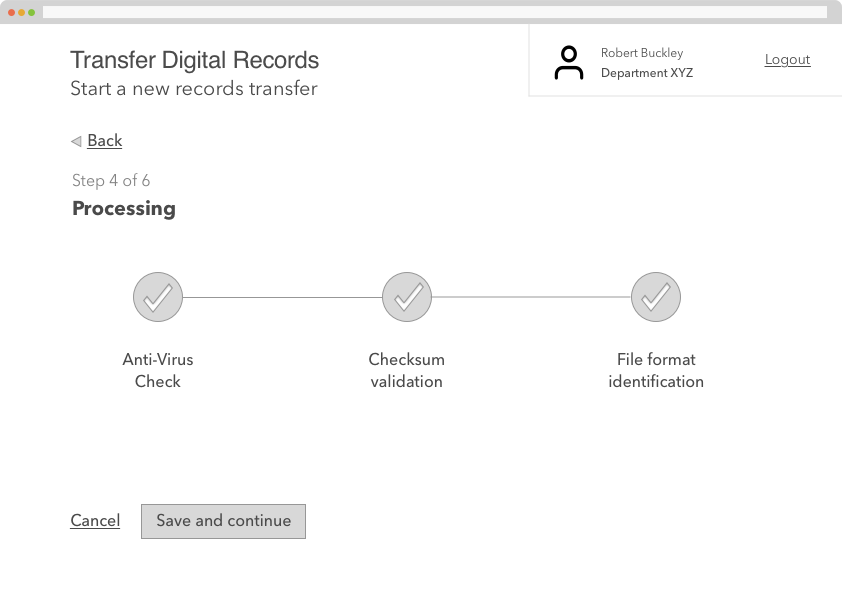 Transfer Digital Records
Start a new records transfer
Robert Buckley
Department XYZ
Logout
Back
Step 4 of 6
Processing
Anti-Virus
Check
Checksum
validation
File format
identification
Cancel
Save and continue